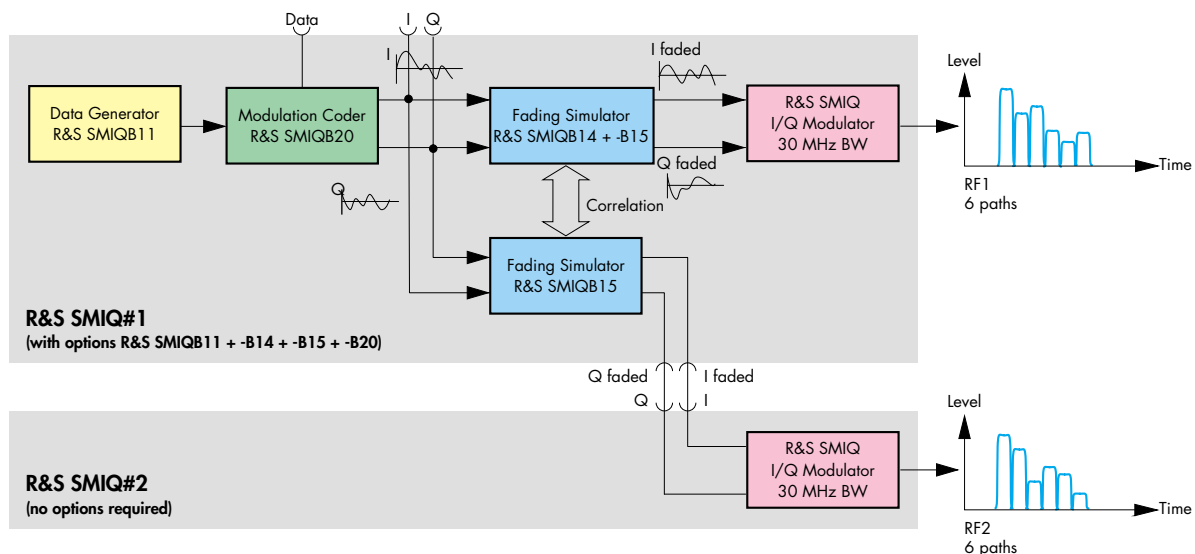 Data
I
Q
I
I faded
Level
Data Generator
R&S SMIQB11
Modulation Coder
R&S SMIQB20
Fading Simulator
R&S SMIQB14 + -B15
R&S SMIQ
I/Q Modulator
30 MHz BW
Time
Q faded
RF1
6 paths
Q
Correlation
Fading Simulator
R&S SMIQB15
R&S SMIQ#1
(with options R&S SMIQB11 + -B14 + -B15 + -B20)
Q faded
I faded
Q
I
Level
R&S SMIQ
I/Q Modulator
30 MHz BW
R&S SMIQ#2
(no options required)
Time
RF2
6 paths